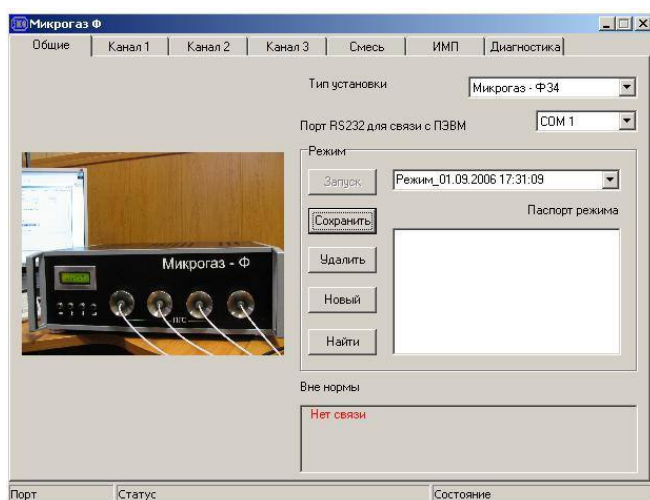 Микрогаз Ф
Общие Канал 1 Канал 2 Канал 3 Смесь ИМП Диагностика
Тип установки Микрогаз - Ф34
Порт RS232 для связи с ПЭВМ COM 1
Режим
Запуск Режим_01.09.2006 17:31:09
Паспорт режима
Сохранить
Удалить
Новый
Найти
Микрогаз - Ф
ПГС
Вне нормы
Нет связи
Порт Статус Состояние